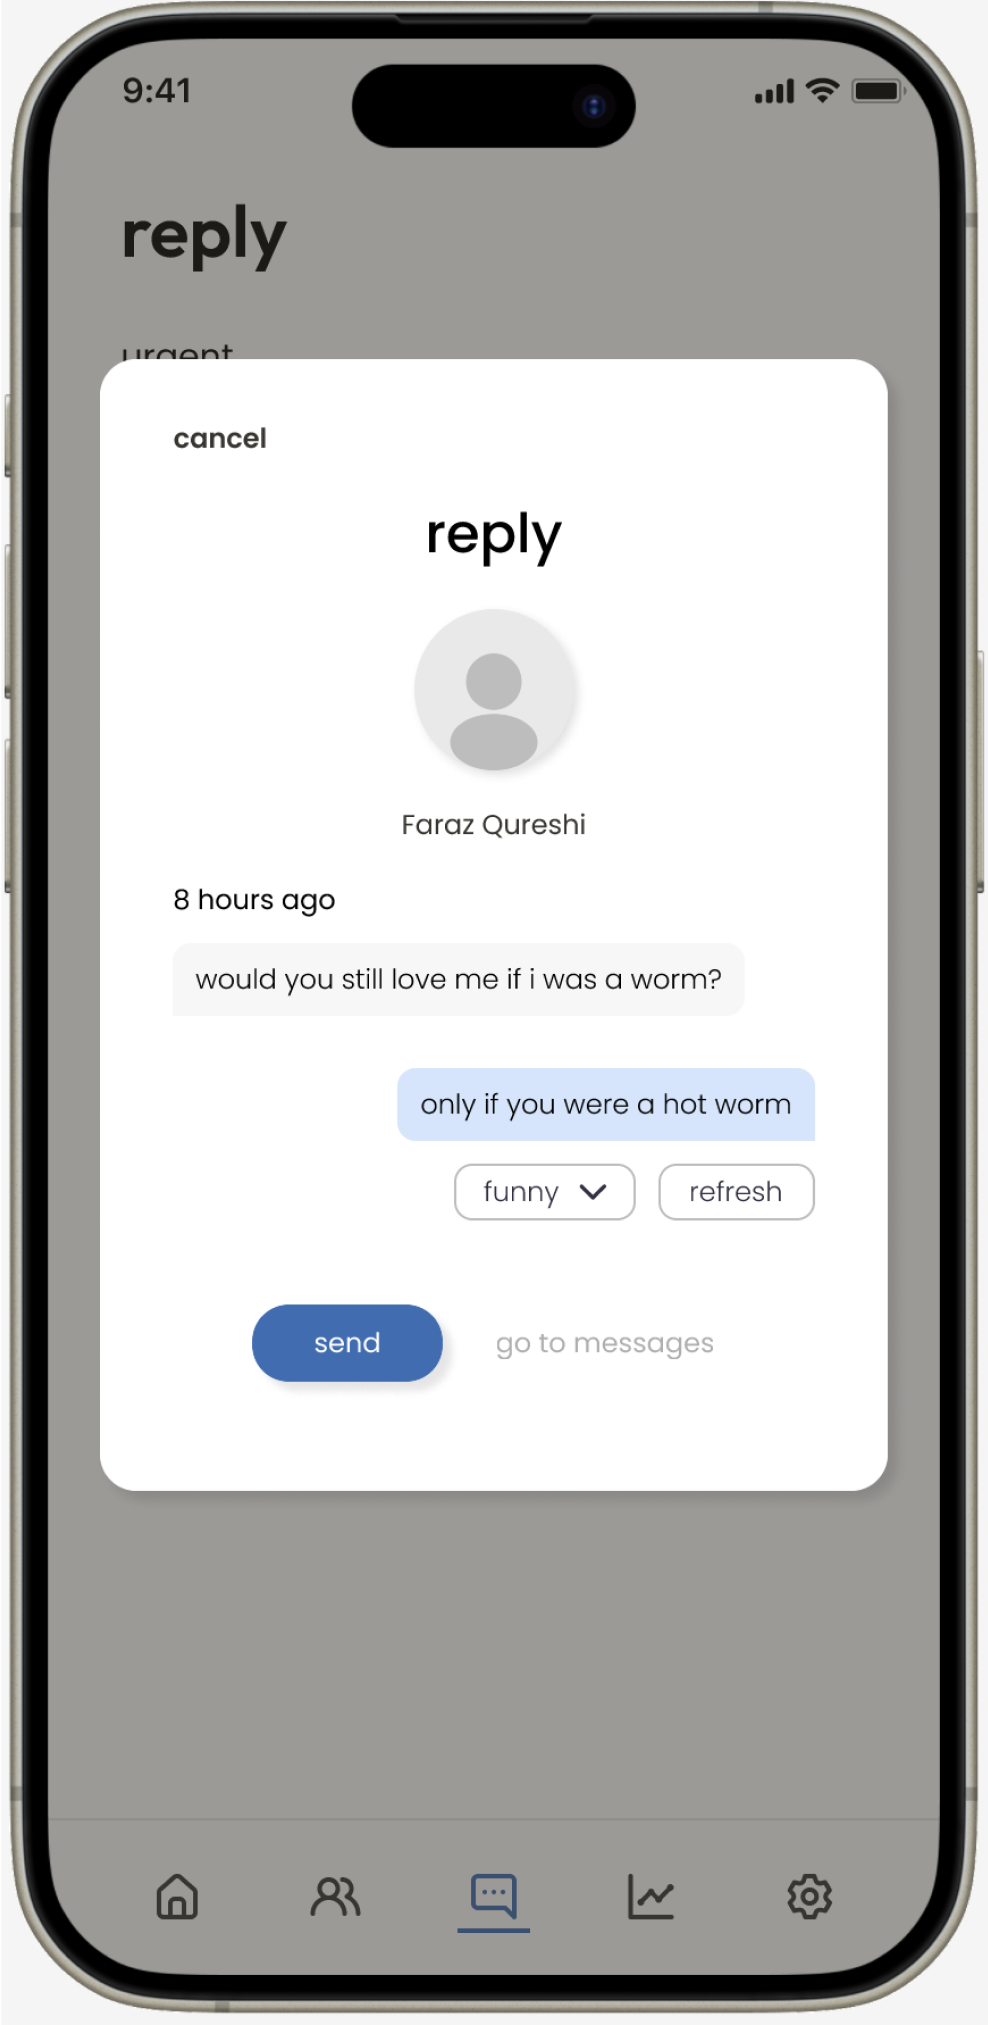 9:41
reply
urgent
cancel
reply
Faraz Qureshi
8 hours ago
would you still love me if i was a worm?
only if you were a hot worm
funny
refresh
send
go to messages